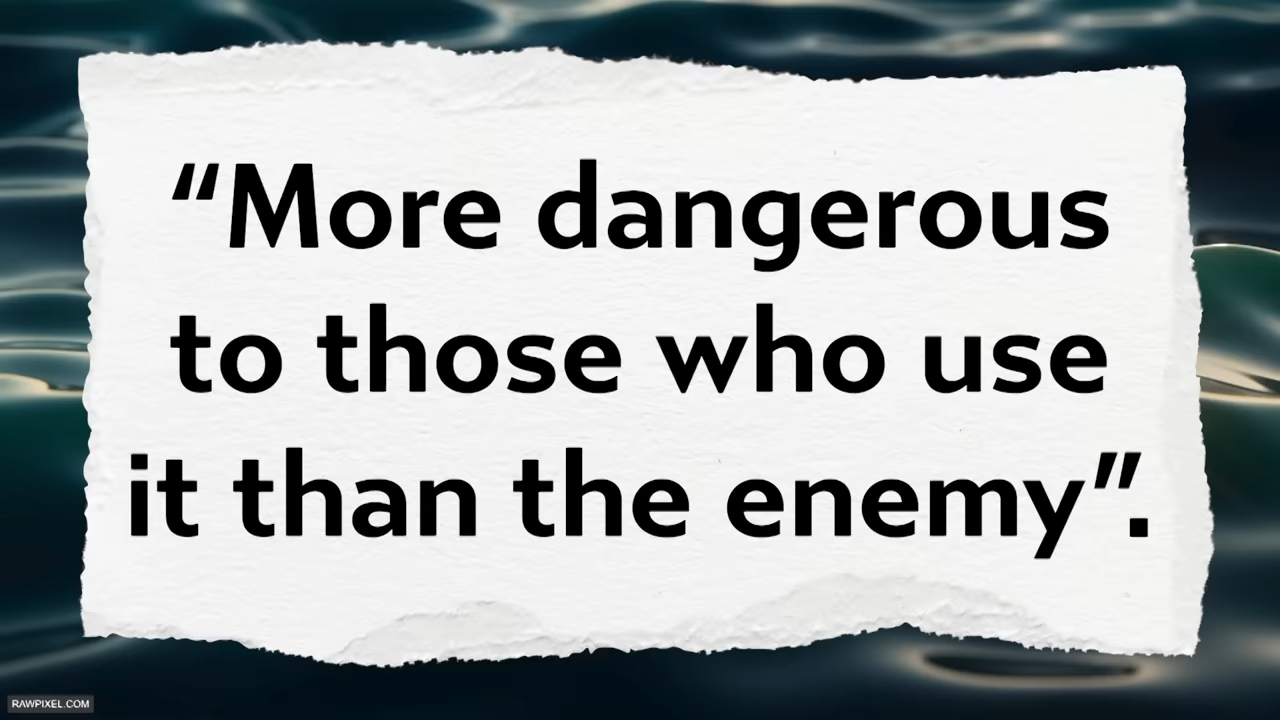 “More dangerous
to those who use
it than the enemy”.
RAWPIXEL.COM